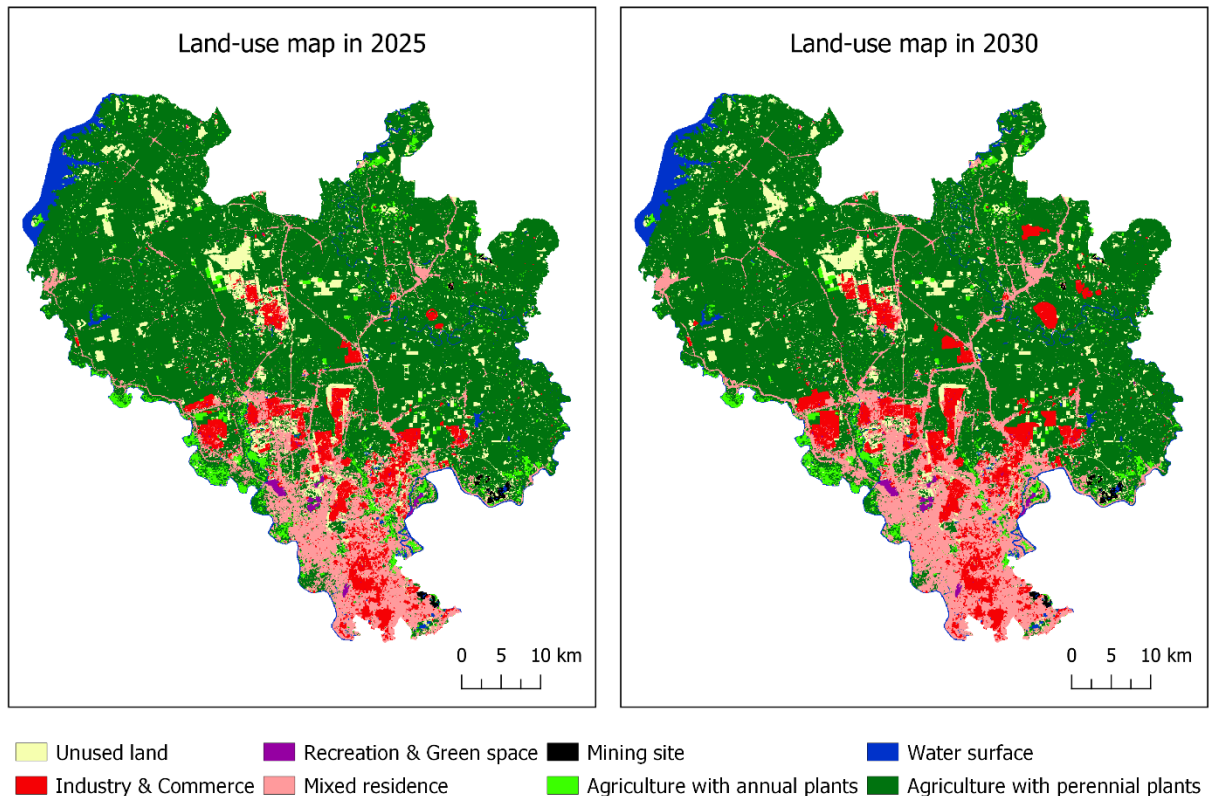 Land-use map in 2025
Land-use map in 2030
0 5 10 km
0 5 10 km
Unused land
Recreation & Green space
Mining site
Water surface
Industry & Commerce
Mixed residence
Agriculture with annual plants
Agriculture with perennial plants